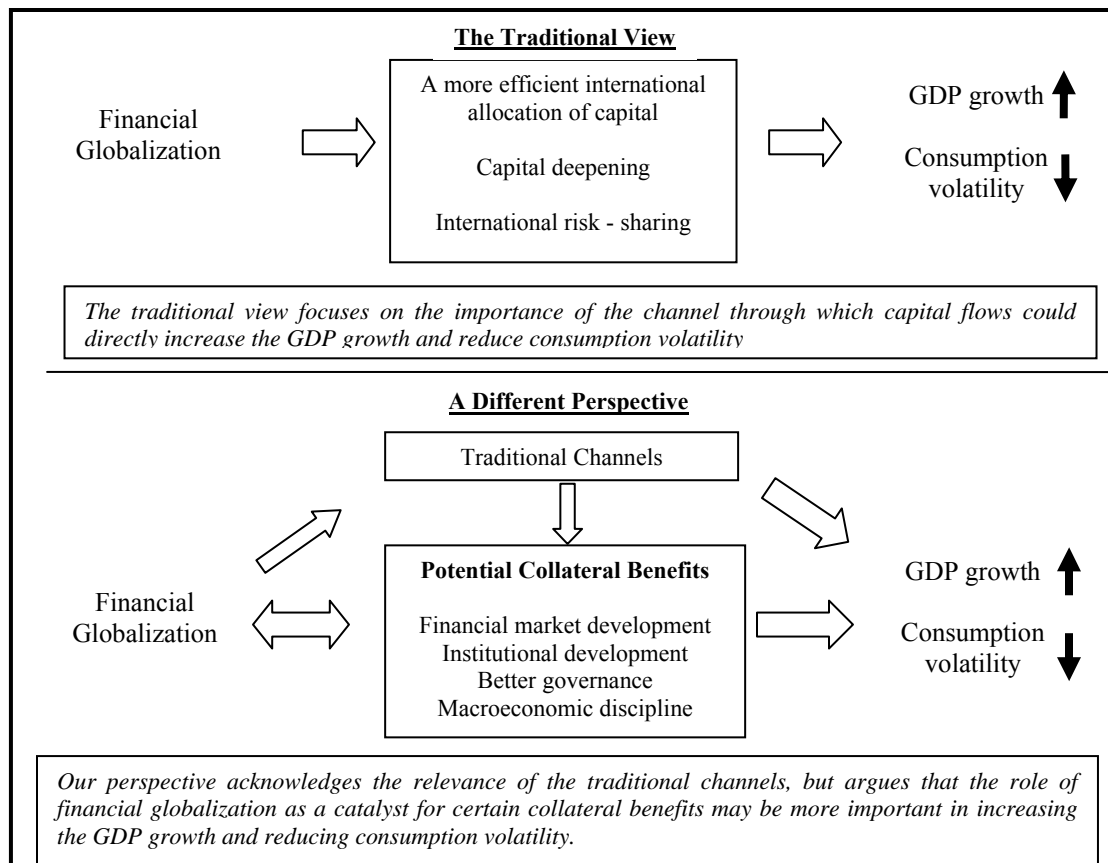 The Traditional View
Financial
Globalization
A more efficient international
allocation of capital
Capital deepening
International risk - sharing
GDP growth
Consumption
volatility
The traditional view focuses on the importance of the channel through which capital flows could
directly increase the GDP growth and reduce consumption volatility
A Different Perspective
Traditional Channels
Financial
Globalization
Potential Collateral Benefits
Financial market development
Institutional development
Better governance
Macroeconomic discipline
GDP growth
Consumption
volatility
Our perspective acknowledges the relevance of the traditional channels, but argues that the role of
financial globalization as a catalyst for certain collateral benefits may be more important in increasing
the GDP growth and reducing consumption volatility.